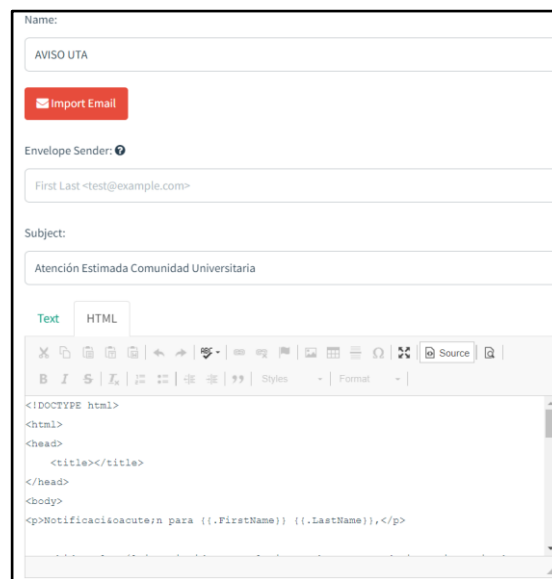 Name:
AVISO UTA
Import Email
Envelope Sender:
First Last <test@example.com>
Subject:
Atención Estimada Comunidad Universitaria
Text HTML
Source
B I S Ix Styles Format
<!DOCTYPE html>
<html>
<head>
<title></title>
</head>
<body>
<p>Notificaci&oacute;n para {{.FirstName}} {{.LastName}},</p>